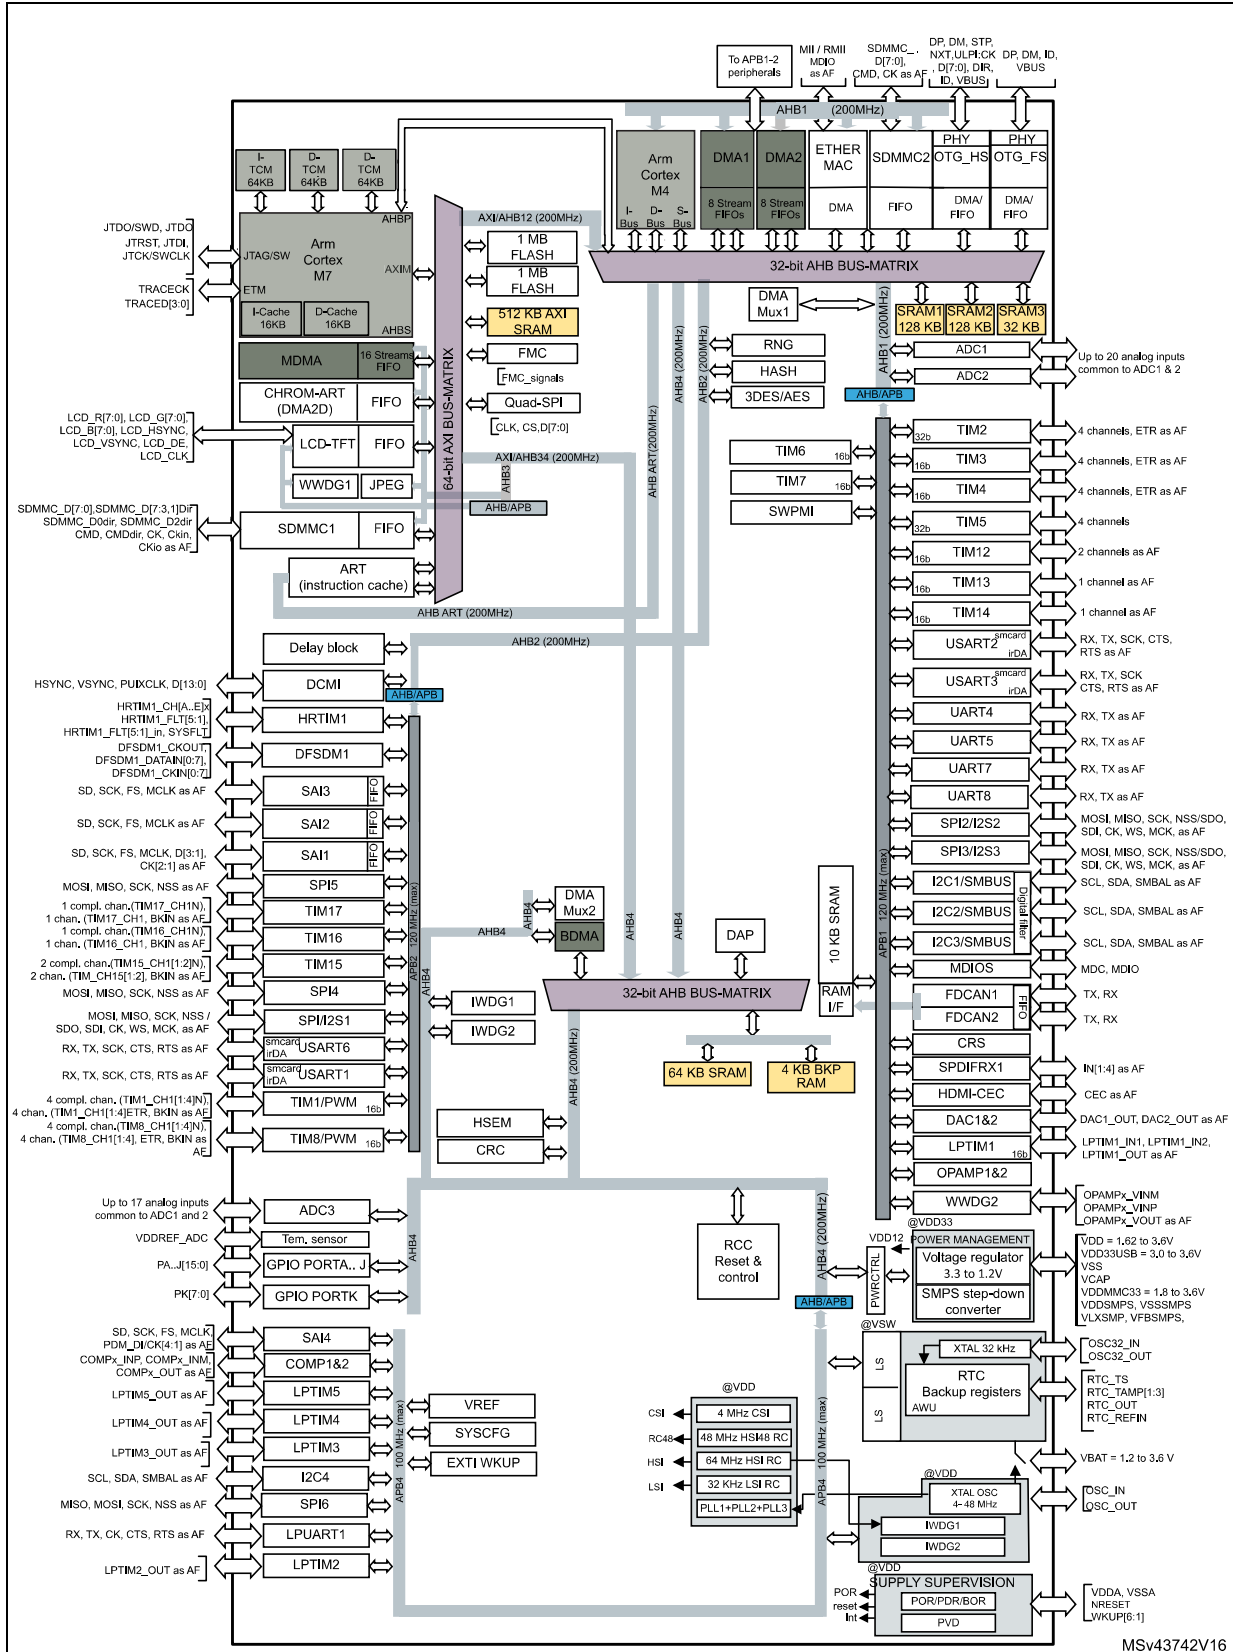 To APB1-2
peripherals
MII / RMII
MDIO
as AF
SDMMC_,
D[7:0],
CMD, CK as AF
DP, DM, STP,
NXT,ULPI:CK
, D[7:0], DIR,
ID, VBUS
DP, DM, ID,
VBUS
AHB1 (200MHz)
I-
TCM
64KB
D-
TCM
64KB
D-
TCM
64KB
Arm
Cortex
M4
I-
Bus
D-
Bus
S-
Bus
DMA1
8 Stream
FIFOs
DMA2
8 Stream
FIFOs
ETHER
MAC
DMA
SDMMC2
FIFO
PHY
OTG_HS
DMA/
FIFO
PHY
OTG_FS
DMA/
FIFO
JTDO/SWD, JTDO
JTRST, JTDI,
JTCK/SWCLK
TRACECK
TRACED[3:0]
AHBP
JTAG/SW
Arm
Cortex
M7
AXIM
ETM
I-Cache
16KB
D-Cache
16KB
AHBS
AXI/AHB12 (200MHz)
1 MB
FLASH
1 MB
FLASH
512 KB AXI
SRAM
FMC
FMC_signals
Quad-SPI
CLK, CS,D[7:0]
64-bit AXI BUS-MATRIX
32-bit AHB BUS-MATRIX
DMA
Mux1
SRAM1
128 KB
SRAM2
128 KB
SRAM3
32 KB
AHB1 (200MHz)
ADC1
ADC2
Up to 20 analog inputs
common to ADC1 & 2
AHB/APB
RNG
HASH
3DES/AES
AHB ART(200MHz)
AHB4 (200MHz)
AHB2 (200MHz)
MDMA
16 Streams
FIFO
CHROM-ART
(DMA2D)
FIFO
LCD_R[7:0], LCD_G[7:0],
LCD_B[7:0], LCD_HSYNC,
LCD_VSYNC, LCD_DE,
LCD_CLK
LCD-TFT
FIFO
WWDG1
JPEG
AXI/AHB34 (200MHz)
AHB3
AHB/APB
SDMMC_D[7:0],SDMMC_D[7:3,1]Dir
SDMMC_D0dir, SDMMC_D2dir
CMD, CMDdir, CK, Ckin,
CKio as AF
SDMMC1
FIFO
ART
(instruction cache)
AHB ART (200MHz)
AHB2 (200MHz)
TIM6
16b
TIM7
16b
SWPMI
TIM2
32b
4 channels, ETR as AF
TIM3
16b
4 channels, ETR as AF
TIM4
16b
4 channels, ETR as AF
TIM5
32b
4 channels
TIM12
16b
2 channels as AF
TIM13
16b
1 channel as AF
TIM14
16b
1 channel as AF
USART2
smcard
irDA
RX, TX, SCK, CTS,
RTS as AF
USART3
smcard
irDA
RX, TX, SCK
CTS, RTS as AF
UART4
RX, TX as AF
UART5
RX, TX as AF
UART7
RX, TX as AF
UART8
RX, TX as AF
SPI2/I2S2
MOSI, MISO, SCK, NSS/SDO,
SDI, CK, WS, MCK, as AF
SPI3/I2S3
MOSI, MISO, SCK, NSS/SDO,
SDI, CK, WS, MCK, as AF
I2C1/SMBUS
SCL, SDA, SMBAL as AF
I2C2/SMBUS
SCL, SDA, SMBAL as AF
I2C3/SMBUS
SCL, SDA, SMBAL as AF
Digital filter
MDIOS
MDC, MDIO
FDCAN1
TX, RX
FDCAN2
TX, RX
FIFO
CRS
SPDIFRX1
IN[1:4] as AF
HDMI-CEC
CEC as AF
DAC1&2
DAC1_OUT, DAC2_OUT as AF
LPTIM1
16b
LPTIM1_IN1, LPTIM1_IN2,
LPTIM1_OUT as AF
OPAMP1&2
WWDG2
OPAMPx_VINM
OPAMPx_VINP
OPAMPx_VOUT as AF
APB1 120 MHz (max)
10 KB SRAM
RAM
I/F
Delay block
HSYNC, VSYNC, PUIXCLK, D[13:0]
DCMI
AHB/APB
HRTIM1_CH[A..E]x
HRTIM1_FLT[5:1],
HRTIM1_FLT[5:1]_in, SYSFLT
HRTIM1
DFSDM1_CKOUT,
DFSDM1_DATAIN[0:7],
DFSDM1_CKIN[0:7]
DFSDM1
SD, SCK, FS, MCLK as AF
SAI3
FIFO
SD, SCK, FS, MCLK as AF
SAI2
FIFO
SD, SCK, FS, MCLK, D[3:1],
CK[2:1] as AF
SAI1
FIFO
MOSI, MISO, SCK, NSS as AF
SPI5
1 compl. chan.(TIM17_CH1N),
1 chan.(TIM17_CH1, BKIN as AF
TIM17
1 compl. chan.(TIM16_CH1N),
1 chan.(TIM16_CH1, BKIN as AF
TIM16
2 compl. chan.(TIM15_CH1[1:2]N),
2 chan. (TIM_CH15[1:2], BKIN as AF
TIM15
MOSI, MISO, SCK, NSS as AF
SPI4
MOSI, MISO, SCK, NSS /
SDO, SDI, CK, WS, MCK, as AF
SPI/I2S1
RX, TX, SCK, CTS, RTS as AF
smcard
irDA
USART6
RX, TX, SCK, CTS, RTS as AF
smcard
irDA
USART1
4 compl. chan. (TIM1_CH1[1:4]N),
4 chan. (TIM1_CH1[1:4]ETR, BKIN as AF
TIM1/PWM
16b
4 compl. chan. (TIM8_CH1[1:4]N),
4 chan. (TIM8_CH1[1:4], ETR, BKIN as
AF
TIM8/PWM
16b
APB2 120 MHz (max)
AHB4
AHB4
AHB4
AHB4
AHB4
DMA
Mux2
BDMA
DAP
32-bit AHB BUS-MATRIX
IWDG1
IWDG2
64 KB SRAM
4 KB BKP
RAM
AHB4 (200MHz)
HSEM
CRC
Up to 17 analog inputs
common to ADC1 and 2
ADC3
VDDREF_ADC
Tem. sensor
PA..J[15:0]
GPIO PORTA.. J
PK[7:0]
GPIO PORTK
AHB4
RCC
Reset &
control
AHB4 (200MHz)
AHB/APB
@VDD33
VDD12
POWER MANAGEMENT
PWRCTRL
Voltage regulator
3.3 to 1.2V
SMPS step-down
converter
VDD = 1.62 to 3.6V
VDD33USB = 3.0 to 3.6V
VSS
VCAP
VDDMMC33 = 1.8 to 3.6V
VDDSMPS, VSSSMPS
VLXSMP, VFBSMPS,
SD, SCK, FS, MCLK,
PDM_DI/CK[4:1] as AF
SAI4
COMPx_INP, COMPx_INM,
COMPx_OUT as AF
COMP1&2
LPTIM5_OUT as AF
LPTIM5
LPTIM4_OUT as AF
LPTIM4
LPTIM3_OUT as AF
LPTIM3
SCL, SDA, SMBAL as AF
I2C4
MISO, MOSI, SCK, NSS as AF
SPI6
RX, TX, CK, CTS, RTS as AF
LPUART1
LPTIM2_OUT as AF
LPTIM2
APB4 100 MHz (max)
VREF
SYSCFG
EXTI WKUP
@VDD
CSI
4 MHz CSI
RC48
48 MHz HSI48 RC
HSI
64 MHz HSI RC
LSI
32 KHz LSI RC
PLL1+PLL2+PLL3
APB4 100 MHz (max)
@VSW
LS
LS
XTAL 32 kHz
RTC
Backup registers
AWU
OSC32_IN
OSC32_OUT
RTC_TS
RTC_TAMP[1:3]
RTC_OUT
RTC_REFIN
VBAT = 1.2 to 3.6 V
@VDD
XTAL OSC
4- 48 MHz
IWDG1
IWDG2
OSC_IN
OSC_OUT
@VDD
SUPPLY SUPERVISION
POR
reset
Int
POR/PDR/BOR
PVD
VDDA, VSSA
NRESET
WKUP[6:1]
MSv43742V16